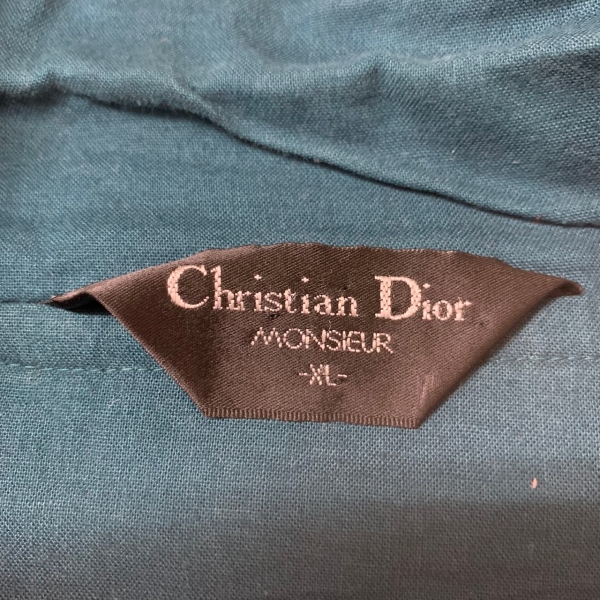 Christian Dior
MONSIEUR
-XL-